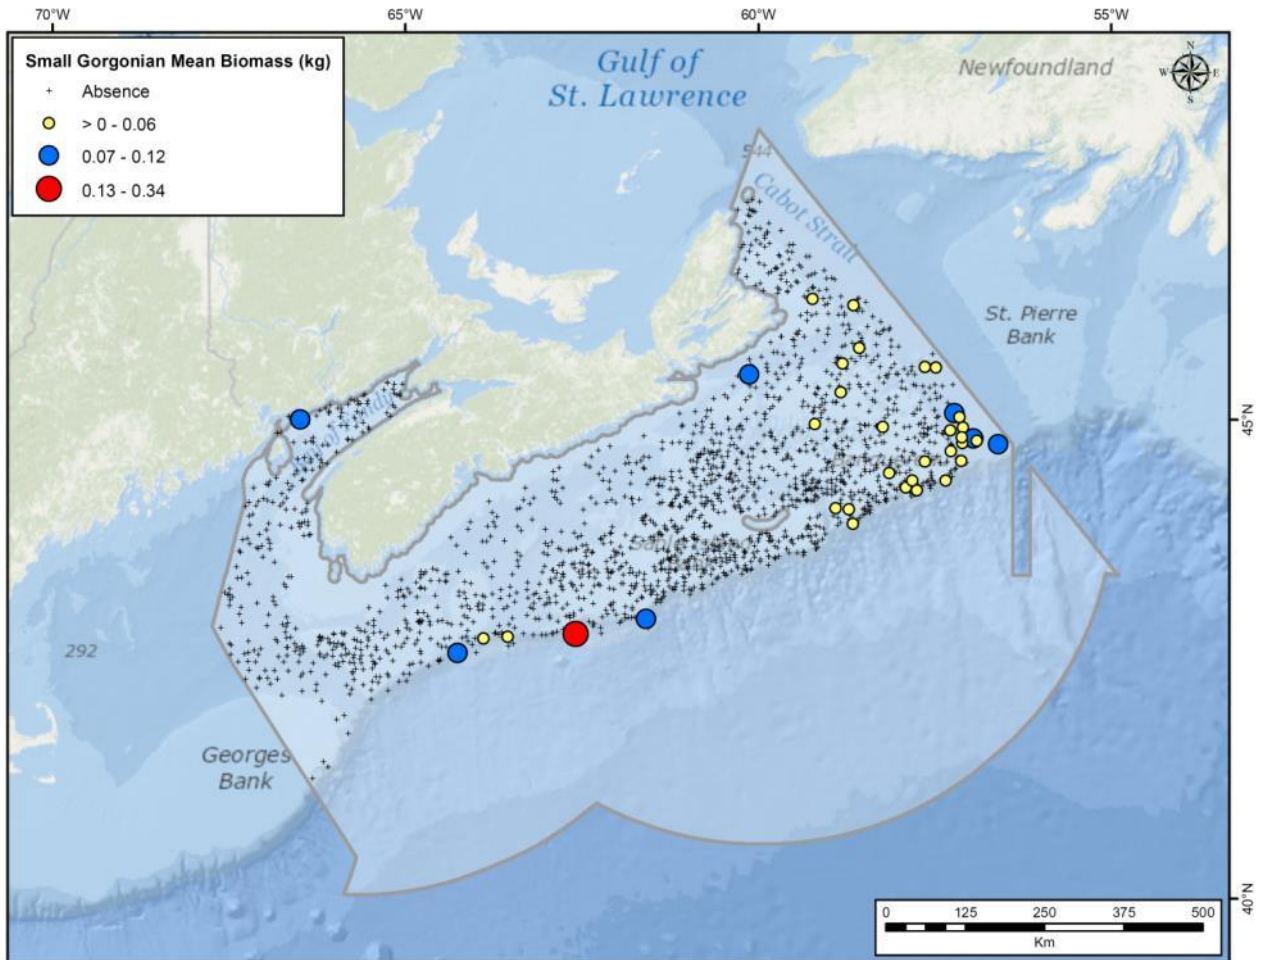 70°W 65°W 60°W 55°W
Small Gorgonian Mean Biomass (kg)
Absence
> 0 - 0.06
0.07 - 0.12
0.13 - 0.34
Gulf of
St. Lawrence
Newfoundland
N
W E
S
544
Cabot Strait
St. Pierre
Bank
45°N
292
Georges
Bank
40°N
0 125 250 375 500
Km